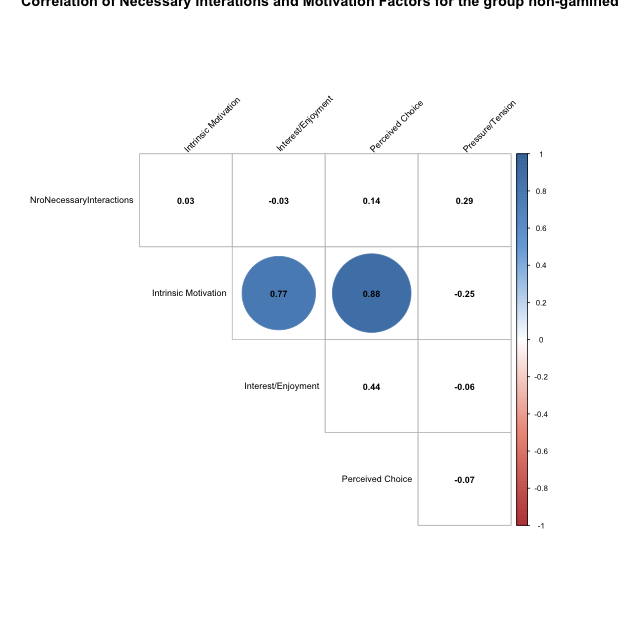 Correlation of Necessary Interations and Motivation Factors for the group non-gamified
Intrinsic Motivation
Interest/Enjoyment
Perceived Choice
Pressure/Tension
NroNecessaryInteractions 0.03 -0.03 0.14 0.29
Intrinsic Motivation 0.77 0.88 -0.25
Interest/Enjoyment 0.44 -0.06
Perceived Choice -0.07
1
0.8
0.6
0.4
0.2
0
-0.2
-0.4
-0.6
-0.8
-1